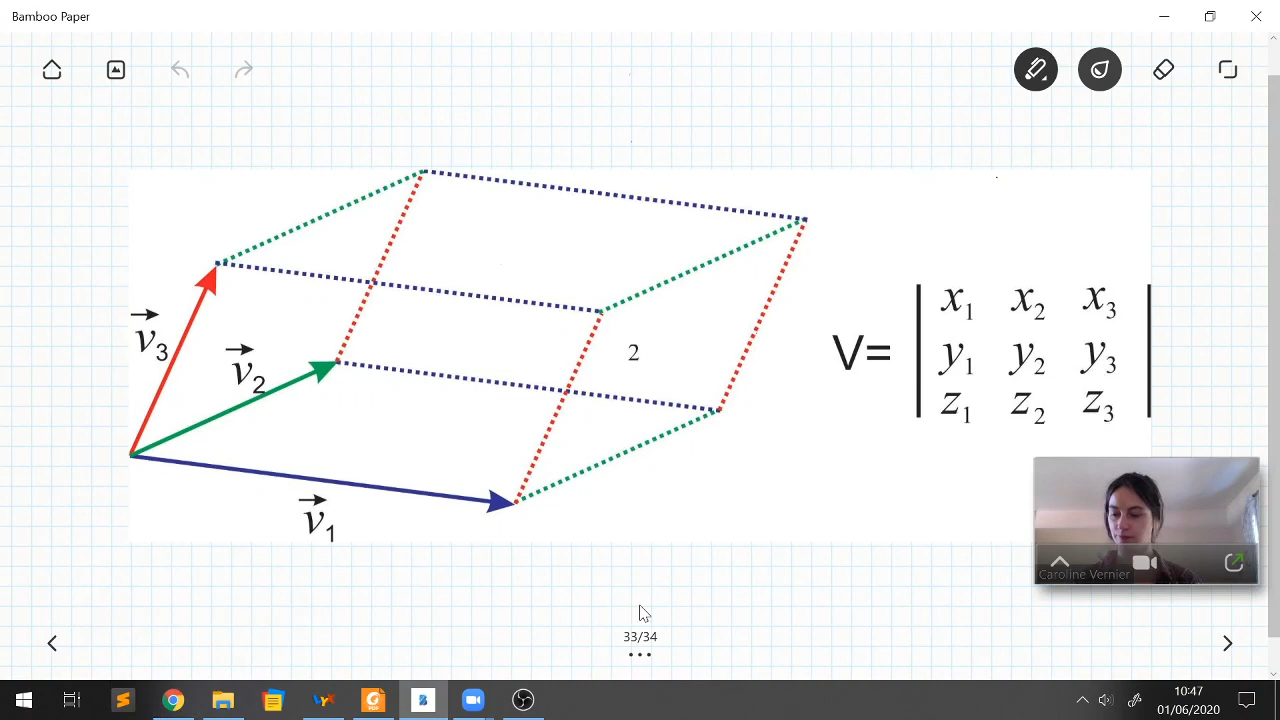 Bamboo Paper
v3
v2
v1
2
V=
x1 x2 x3
y1 y2 y3
z1 z2 z3
Caroline Vernier
33/34
PDF
10:47
01/06/2020